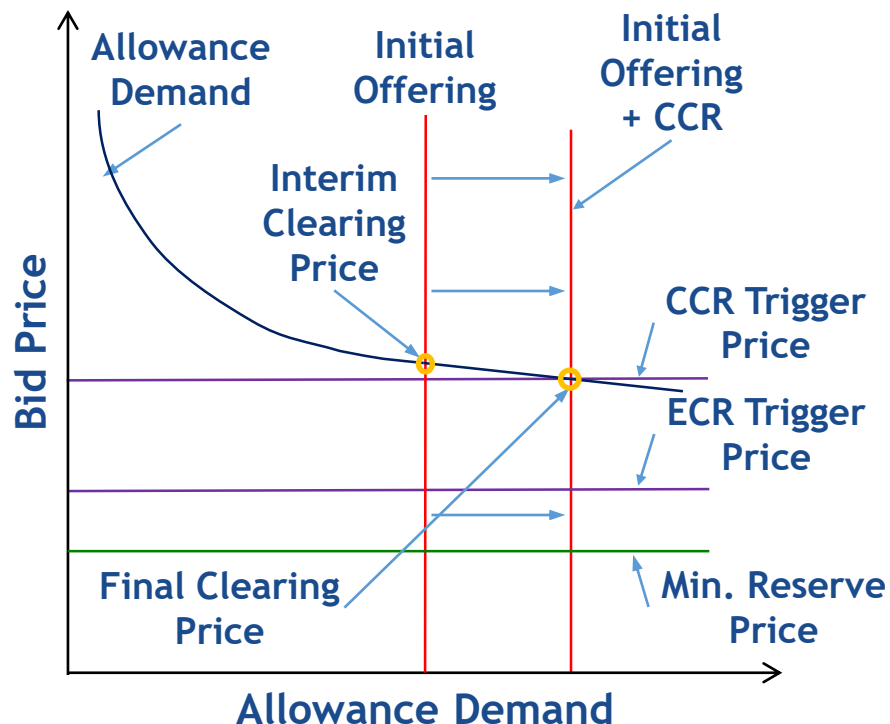 Allowance
Demand
Initial
Offering
Initial
Offering
+ CCR
Interim
Clearing
Price
CCR Trigger
Price
ECR Trigger
Price
Bid Price
Final Clearing
Price
Min. Reserve
Price
Allowance Demand